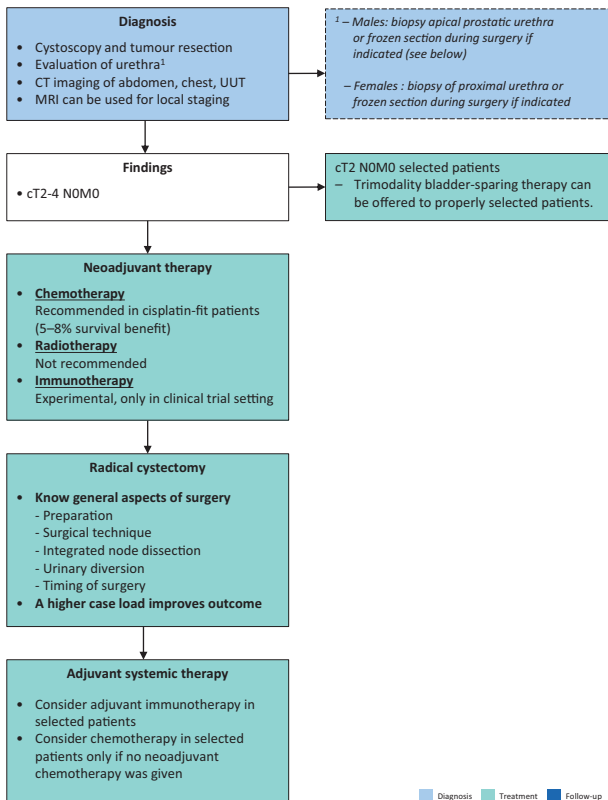 Diagnosis
• Cystoscopy and tumour resection
• Evaluation of urethra¹
• CT imaging of abdomen, chest, UUT
• MRI can be used for local staging
¹ – Males: biopsy apical prostatic urethra
or frozen section during surgery if
indicated (see below)
– Females : biopsy of proximal urethra or
frozen section during surgery if indicated
Findings
• cT2-4 N0M0
cT2 N0M0 selected patients
– Trimodality bladder-sparing therapy can
be offered to properly selected patients.
Neoadjuvant therapy
• Chemotherapy
Recommended in cisplatin-fit patients
(5–8% survival benefit)
• Radiotherapy
Not recommended
• Immunotherapy
Experimental, only in clinical trial setting
Radical cystectomy
• Know general aspects of surgery
- Preparation
- Surgical technique
- Integrated node dissection
- Urinary diversion
- Timing of surgery
• A higher case load improves outcome
Adjuvant systemic therapy
• Consider adjuvant immunotherapy in
selected patients
• Consider chemotherapy in selected
patients only if no neoadjuvant
chemotherapy was given
Diagnosis Treatment Follow-up